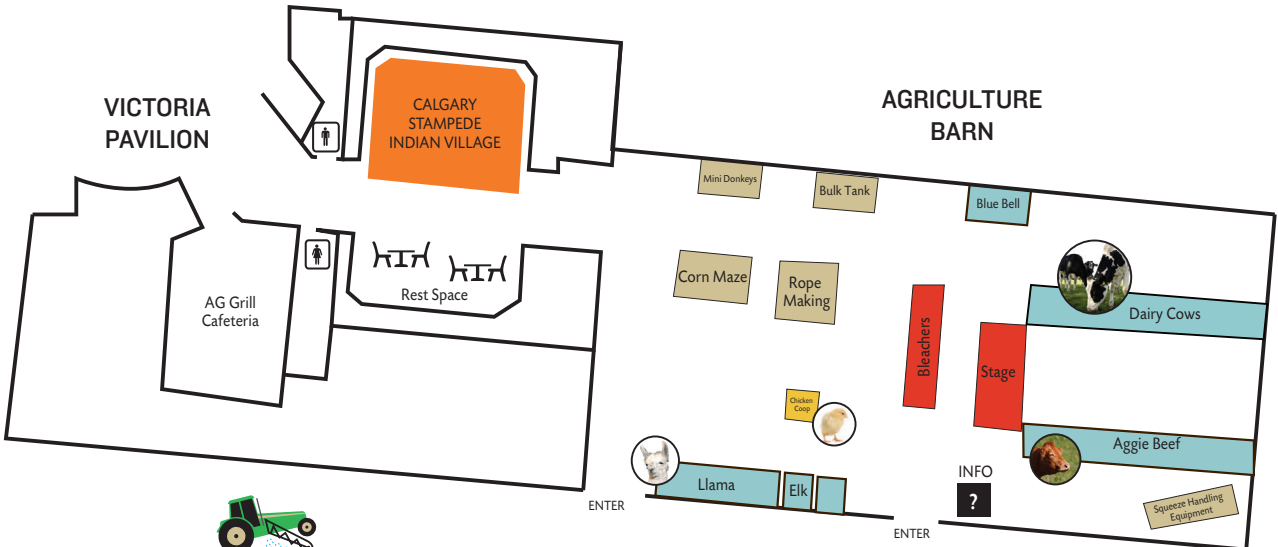 VICTORIA
PAVILION
CALGARY
STAMPEDE
INDIAN VILLAGE
AGRICULTURE
BARN
Mini Donkeys
Bulk Tank
Blue Bell
AG Grill
Cafeteria
Rest Space
Corn Maze
Rope
Making
Bleachers
Stage
Dairy Cows
Chicken
Coop
Aggie Beef
Llama
Elk
INFO
?
Squeeze Handling
Equipment
ENTER
ENTER